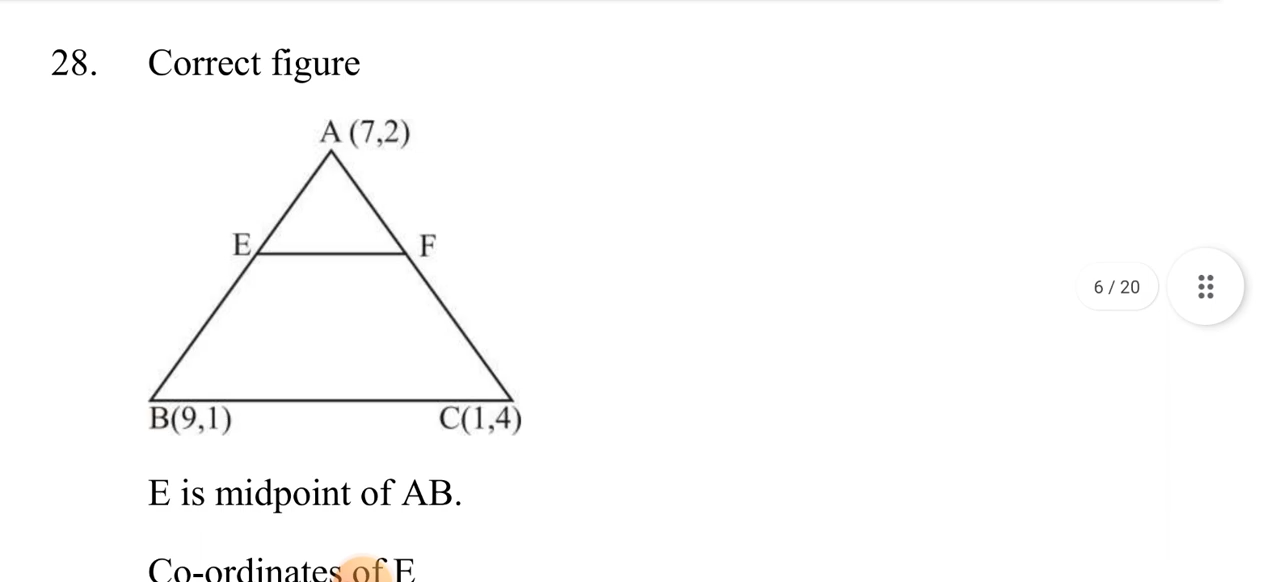 28. Correct figure
A (7,2)
E F
6 / 20
B(9,1) C(1,4)
E is midpoint of AB.
Co-ordinates of E